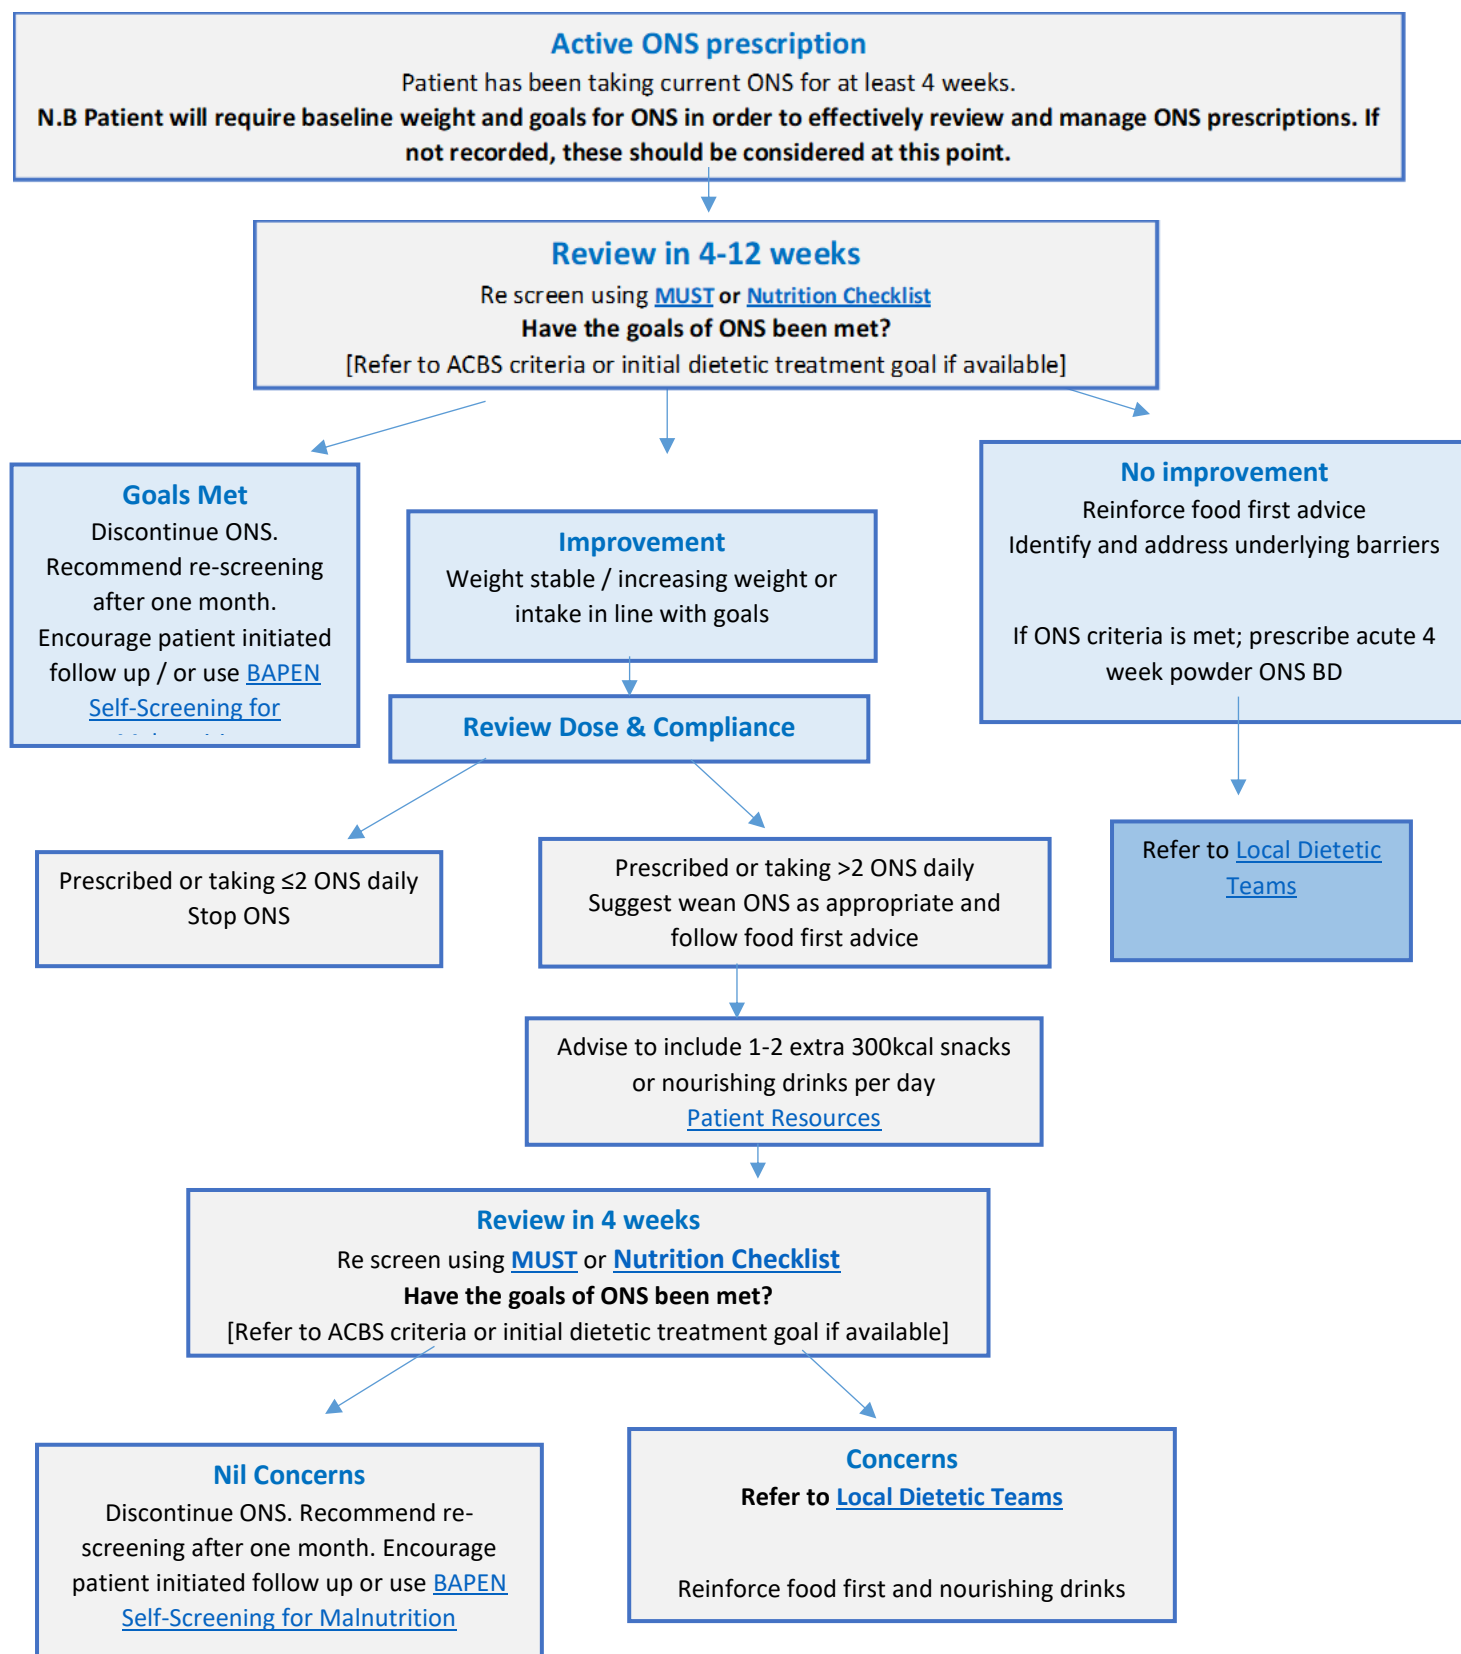 Active ONS prescription
Patient has been taking current ONS for at least 4 weeks.
N.B Patient will require baseline weight and goals for ONS in order to effectively review and manage ONS prescriptions. If
not recorded, these should be considered at this point.
Review in 4-12 weeks
Re screen using MUST or Nutrition Checklist
Have the goals of ONS been met?
[Refer to ACBS criteria or initial dietetic treatment goal if available]
Goals Met
Discontinue ONS.
Recommend re-screening
after one month.
Encourage patient initiated
follow up / or use BAPEN
Self-Screening for
Improvement
Weight stable / increasing weight or
intake in line with goals
No improvement
Reinforce food first advice
Identify and address underlying barriers
If ONS criteria is met; prescribe acute 4
week powder ONS BD
Review Dose & Compliance
Prescribed or taking ≤2 ONS daily
Stop ONS
Prescribed or taking >2 ONS daily
Suggest wean ONS as appropriate and
follow food first advice
Refer to Local Dietetic
Teams
Advise to include 1-2 extra 300kcal snacks
or nourishing drinks per day
Patient Resources
Review in 4 weeks
Re screen using MUST or Nutrition Checklist
Have the goals of ONS been met?
[Refer to ACBS criteria or initial dietetic treatment goal if available]
Nil Concerns
Discontinue ONS. Recommend re-
screening after one month. Encourage
patient initiated follow up or use BAPEN
Self-Screening for Malnutrition
Concerns
Refer to Local Dietetic Teams
Reinforce food first and nourishing drinks